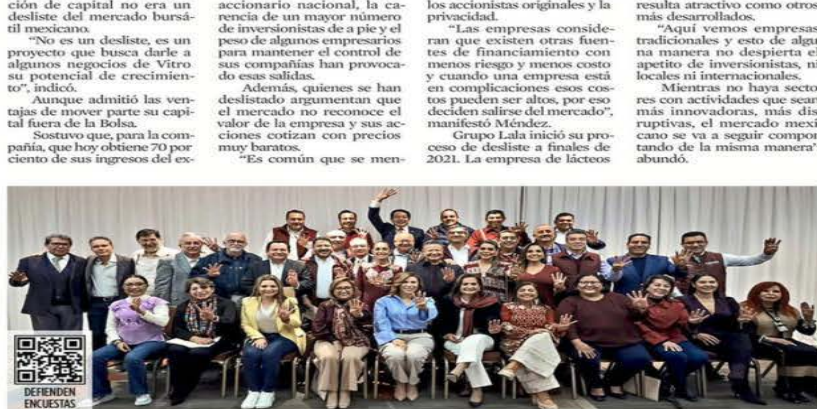 ción de capital no era un
desliste del mercado bursá-
til mexicano.
"No es un desliste, es un
proyecto que busca darle a
algunos negocios de Vitro
su potencial de crecimien-
to", indicó.
Aunque admitió las ven-
tajas de mover parte su capi-
tal fuera de la Bolsa.
Sostuvo que, para la com-
pañía, que hoy obtiene 70 por
ciento de sus ingresos del ex-
accionario nacional, la ca-
rencia de un mayor número
de inversionistas de a pie y el
peso de algunos empresarios
para mantener el control de
sus compañías han provoca-
do esas salidas.
Además, quienes se han
deslistado argumentan que
el mercado no reconoce el
valor de la empresa y sus ac-
ciones cotizan con precios
muy baratos.
"Es común que se men-
los accionistas originales y la
privacidad.
"Las empresas conside-
ran que existen otras fuen-
tes de financiamiento con
menos riesgo y menos costo
y cuando una empresa está
en complicaciones esos cos-
tos pueden ser altos, por eso
deciden salirse del mercado",
manifestó Méndez.
Grupo Lala inició su pro-
ceso de desliste a finales de
2021. La empresa de lácteos
resulta atractivo como otros
más desarrollados.
"Aquí vemos empresas
tradicionales y esto de algu-
na manera no despierta el
apetito de inversionistas, ni
locales ni internacionales.
Mientras no haya secto-
res con actividades que sean
más innovadoras, más dis-
ruptivas, el mercado mexi-
cano se va a seguir compor-
tando de la misma manera"
abundó.
DEFIENDEN
ENCUESTAS